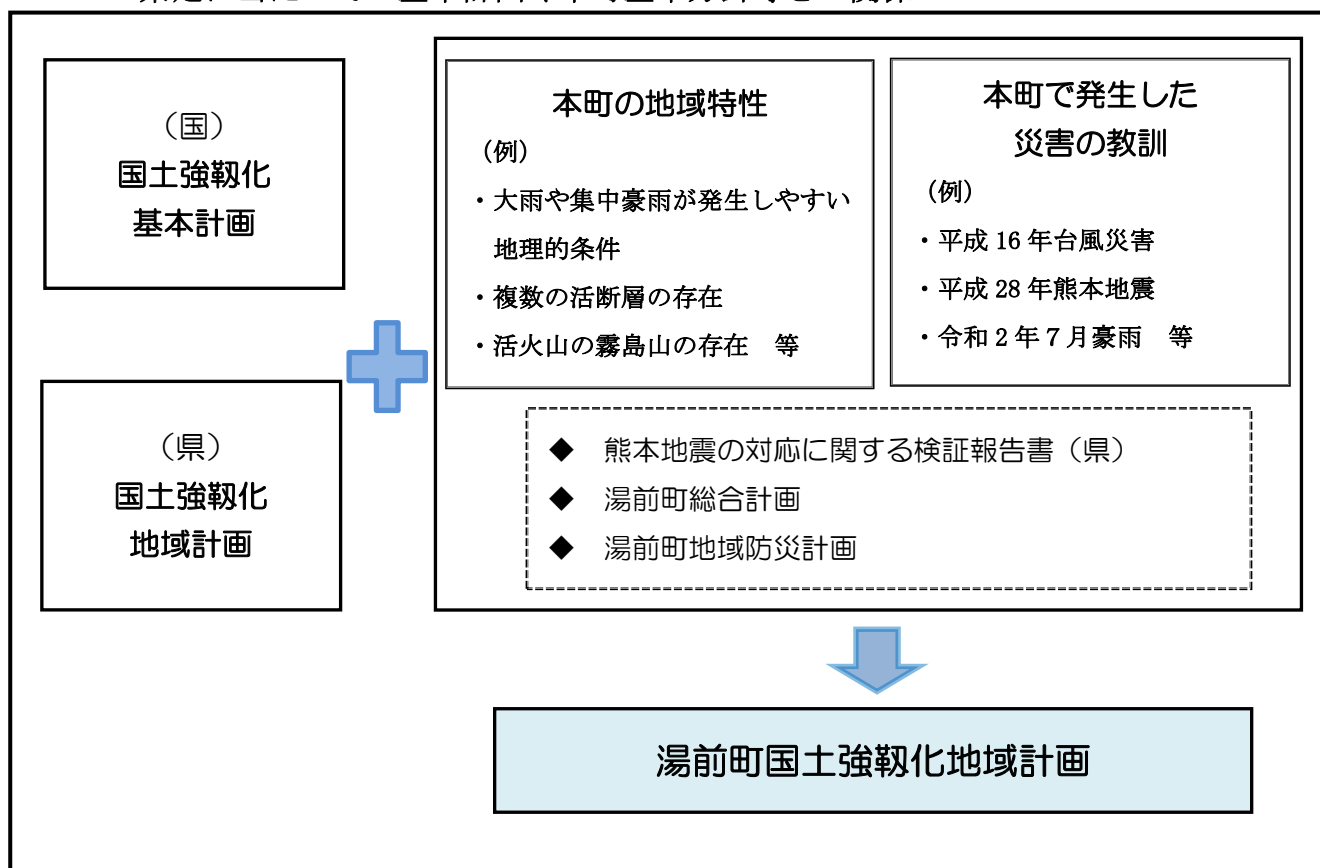 （国）
国土強靱化
基本計画
（県）
国土強靱化
地域計画
本町の地域特性
（例）
・大雨や集中豪雨が発生しやすい
地理的条件
・複数の活断層の存在
・活火山の霧島山の存在　等
本町で発生した
災害の教訓
（例）
・平成 16 年台風災害
・平成 28 年熊本地震
・令和 2 年 7 月豪雨　等
◆　熊本地震の対応に関する検証報告書（県）
◆　湯前町総合計画
◆　湯前町地域防災計画
湯前町国土強靱化地域計画